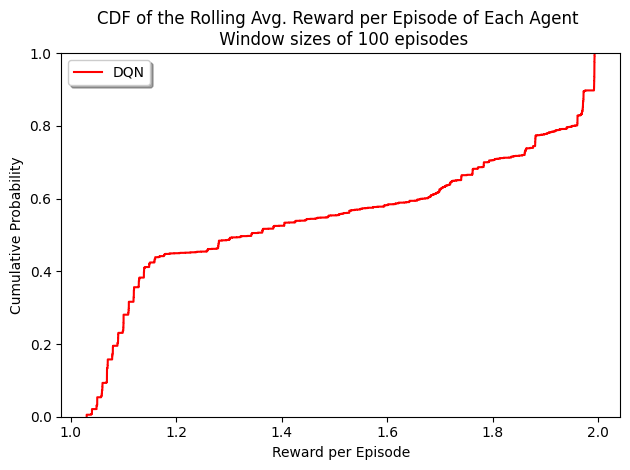 CDF of the Rolling Avg. Reward per Episode of Each Agent
Window sizes of 100 episodes
DQN
Cumulative Probability
1.0
0.8
0.6
0.4
0.2
0.0
1.0 1.2 1.4 1.6 1.8 2.0
Reward per Episode